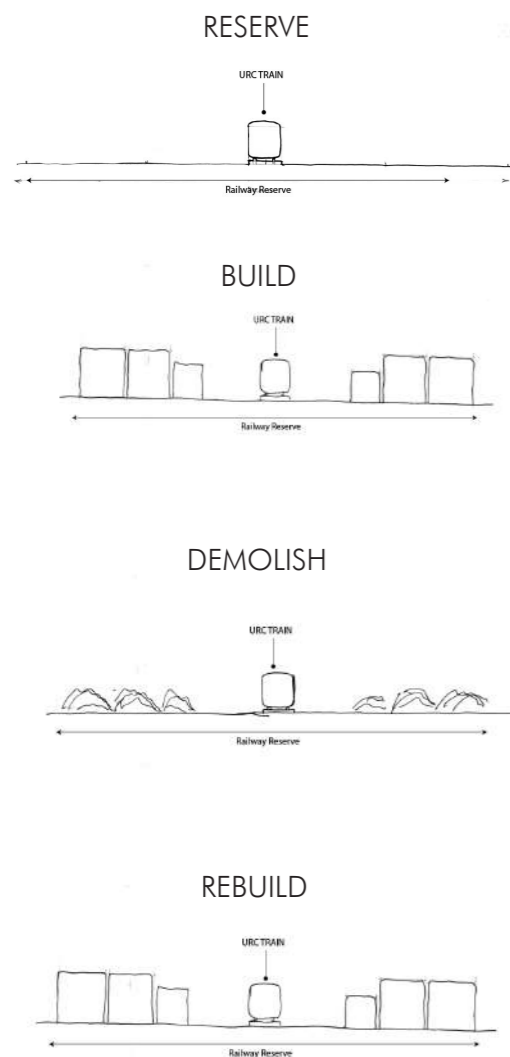 RESERVE
URC TRAIN
Railway Reserve
BUILD
URC TRAIN
Railway Reserve
DEMOLISH
URC TRAIN
Railway Reserve
REBUILD
URC TRAIN
Railway Reserve